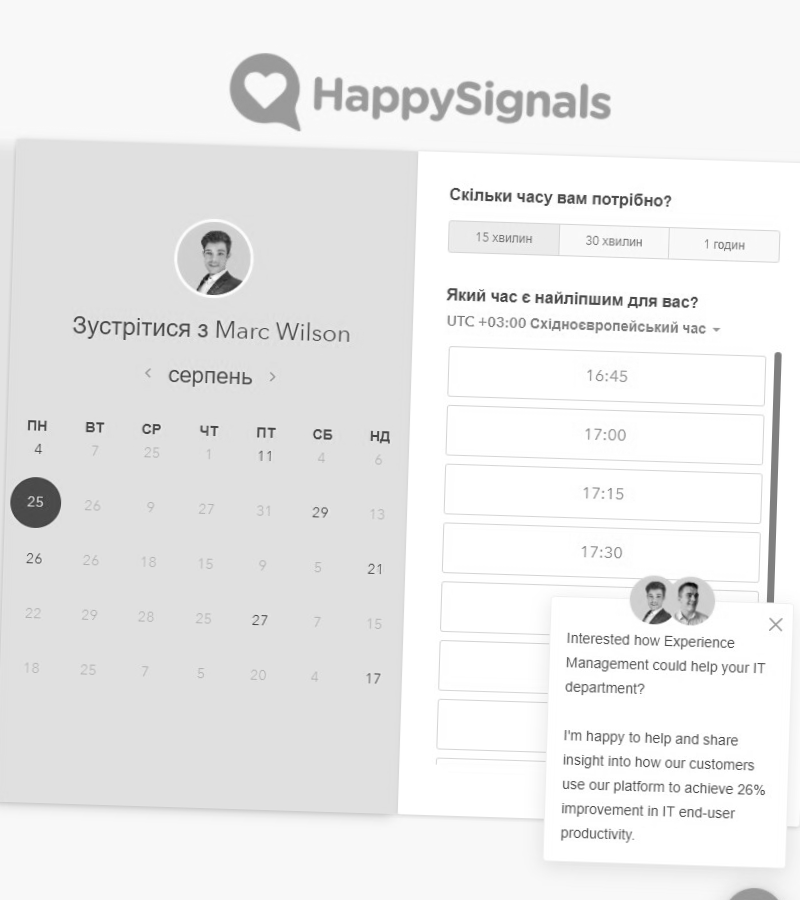 HappySignals
Зустрітися з Marc Wilson
серпень
ПН ВТ СР ЧТ ПТ СБ НД
4 7 25 1 11 4 6
25 26 9 27 31 29 13
26 26 18 15 9 5 21
22 29 28 25 27 7 15
18 25 7 5 20 4 17
Скільки часу вам потрібно?
15 хвилин 30 хвилин 1 годин
Який час є найліпшим для вас?
UTC +03:00 Східноєвропейський час
16:45
17:00
17:15
17:30
Interested how Experience
Management could help your IT
department?
I'm happy to help and share
insight into how our customers
use our platform to achieve 26%
improvement in IT end-user
productivity.